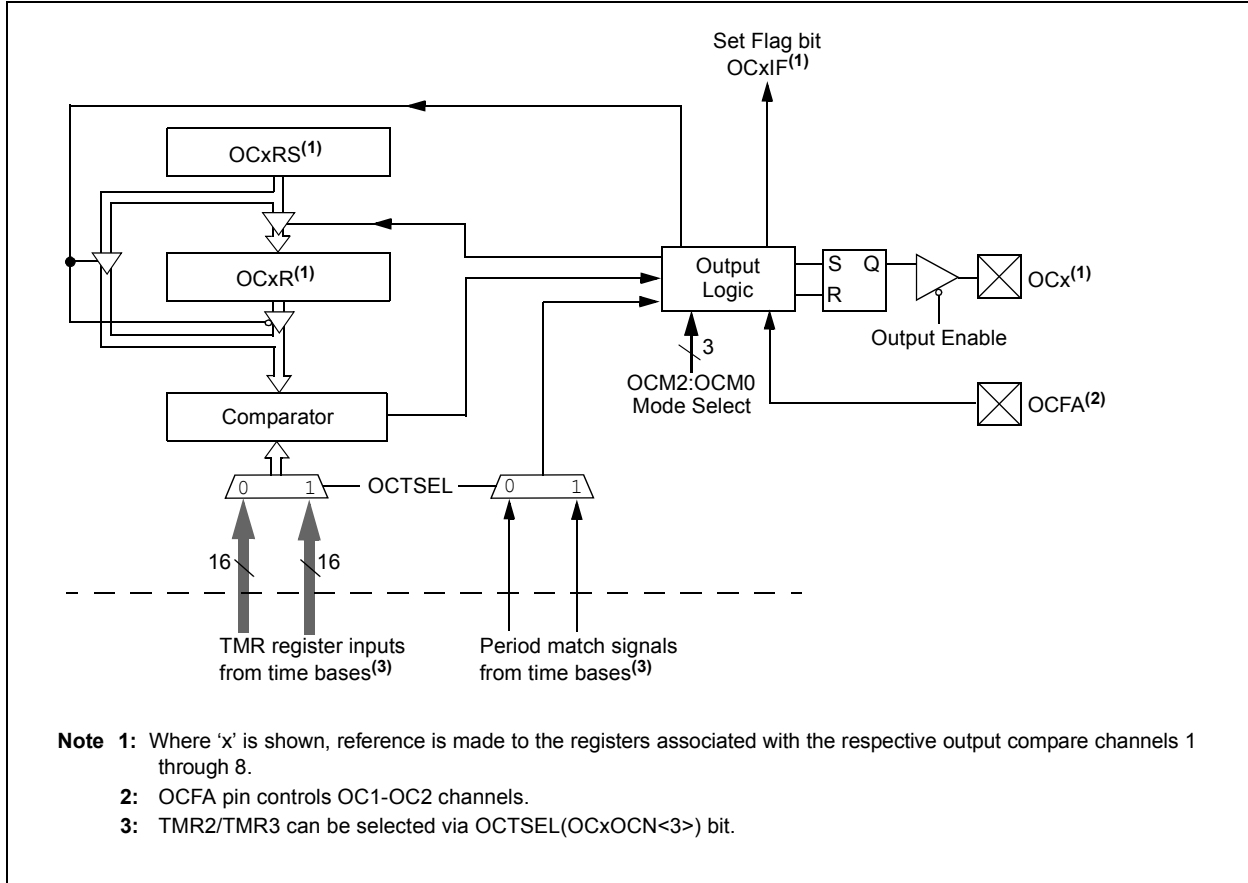 Set Flag bit
OCxIF(1)
OCxRS(1)
OCxR(1)
Output
Logic
S Q
R
OCx(1)
Output Enable
3
OCM2:OCM0
Mode Select
OCFA(2)
Comparator
0 1
OCTSEL
0 1
16
16
TMR register inputs
from time bases(3)
Period match signals
from time bases(3)
Note 1: Where ‘x’ is shown, reference is made to the registers associated with the respective output compare channels 1
through 8.
2: OCFA pin controls OC1-OC2 channels.
3: TMR2/TMR3 can be selected via OCTSEL(OCxOCN<3>) bit.